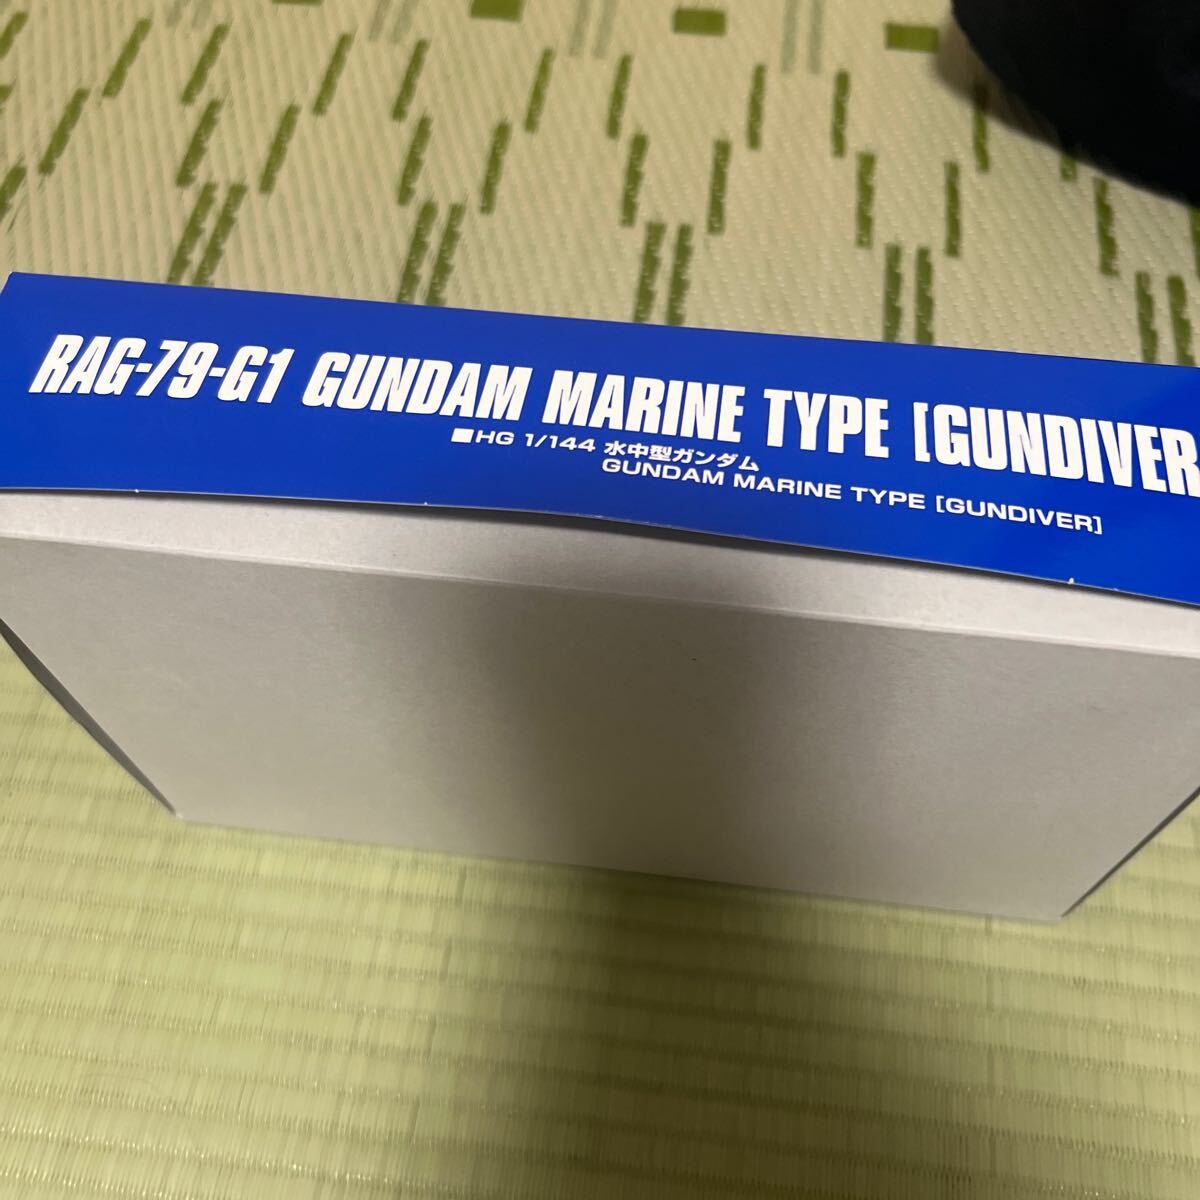 RAG-79-G1 GUNDAM MARINE TYPE [GUNDIVER
■HG 1/144 水中型ガンダム
GUNDAM MARINE TYPE [GUNDIVER]